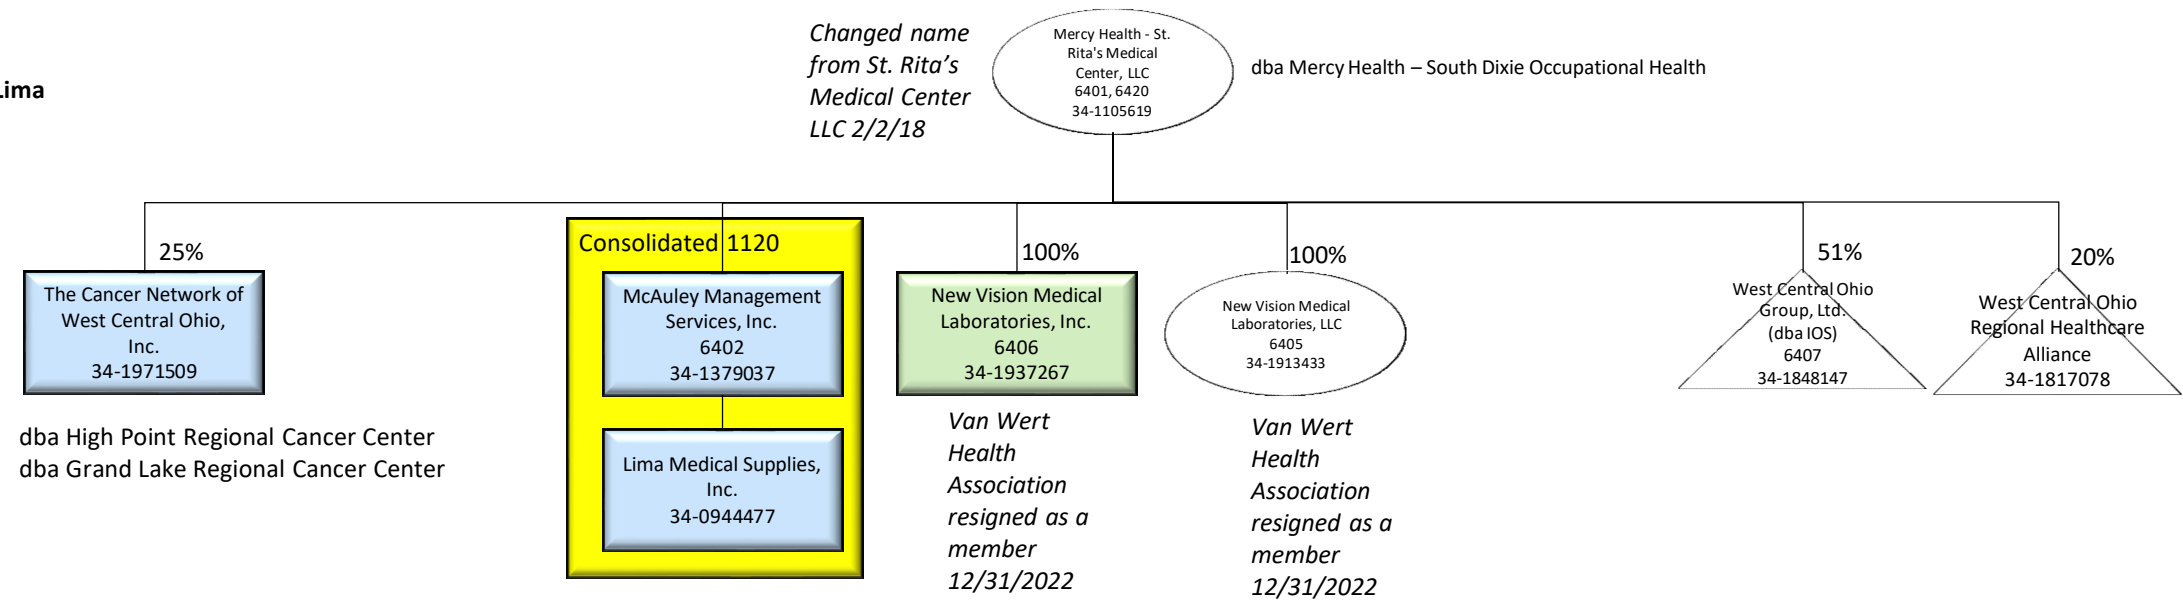 Lima
Changed name
from St. Rita’s
Medical Center
LLC 2/2/18
Mercy Health - St.
Rita's Medical
Center, LLC
6401, 6420
34-1105619
dba Mercy Health – South Dixie Occupational Health
25%
The Cancer Network of
West Central Ohio,
Inc.
34-1971509
dba High Point Regional Cancer Center
dba Grand Lake Regional Cancer Center
Consolidated 1120
McAuley Management
Services, Inc.
6402
34-1379037
Lima Medical Supplies,
Inc.
34-0944477
100%
New Vision Medical
Laboratories, Inc.
6406
34-1937267
Van Wert
Health
Association
resigned as a
member
12/31/2022
100%
New Vision Medical
Laboratories, LLC
6405
34-1913433
Van Wert
Health
Association
resigned as a
member
12/31/2022
51%
West Central Ohio
Group, Ltd.
(dba IOS)
6407
34-1848147
20%
West Central Ohio
Regional Healthcare
Alliance
34-1817078